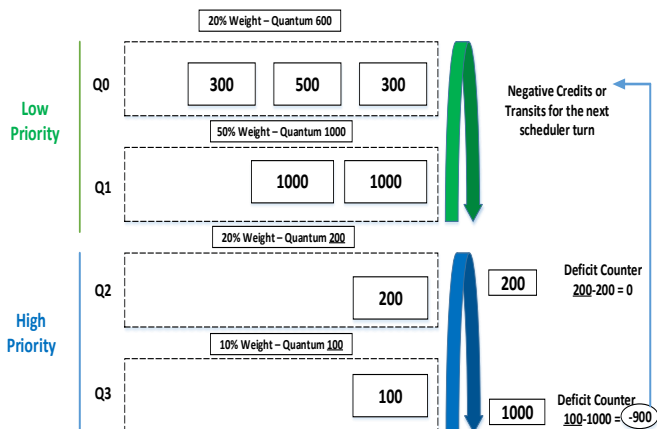 20% Weight – Quantum 600
Q0
300
500
300
Low
Priority
50% Weight – Quantum 1000
Q1
1000
1000
Negative Credits or
Transits for the next
scheduler turn
20% Weight – Quantum 200
Q2
200
200
Deficit Counter
200-200 = 0
High
Priority
10% Weight – Quantum 100
Q3
100
1000
Deficit Counter
100-1000 = -900